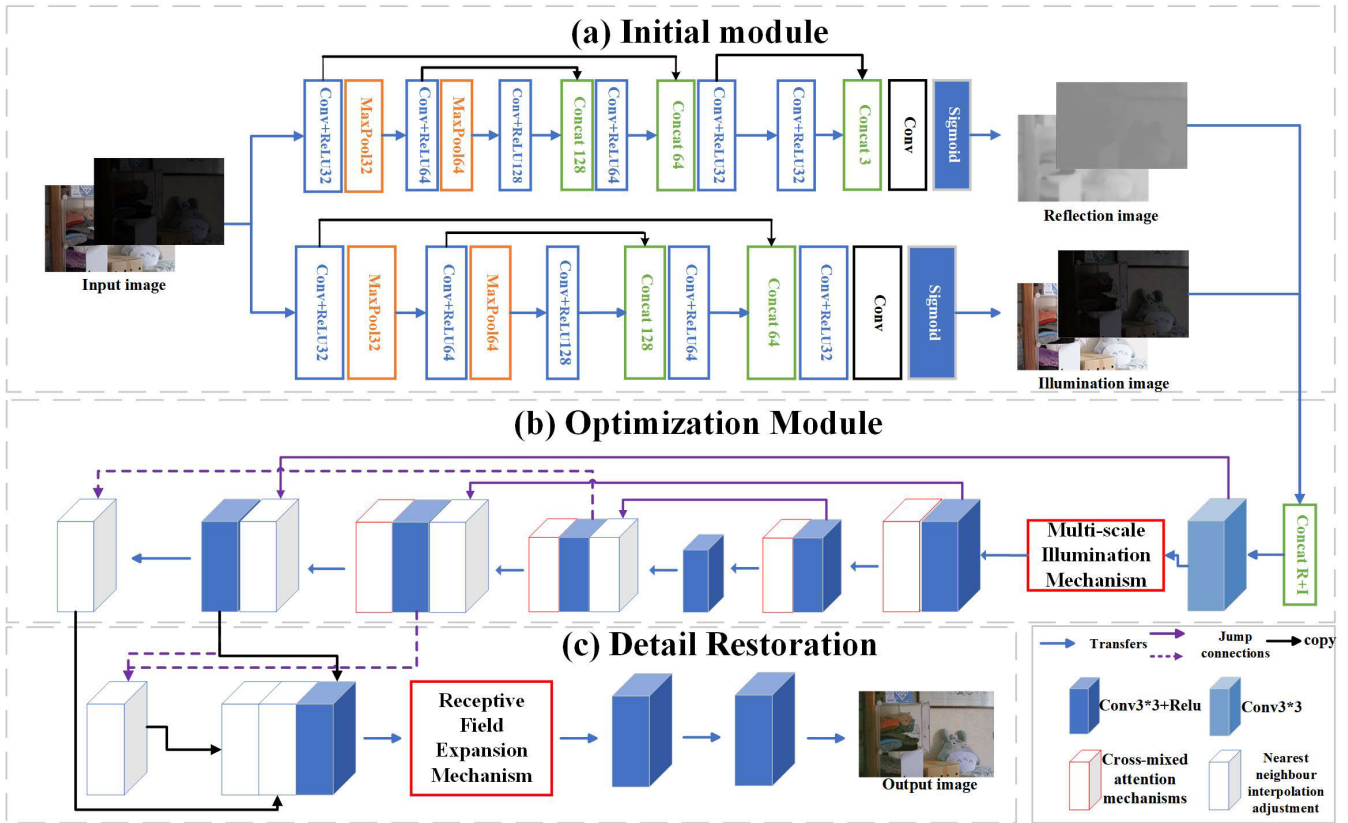 (a) Initial module
Conv+ReLU32
MaxPool32
Conv+ReLU64
MaxPool64
Conv+ReLU128
Concat 128
Conv+ReLU64
Concat 64
Conv+ReLU32
Conv+ReLU32
Concat 3
Conv
Sigmoid
Reflection image
Input image
Conv+ReLU32
MaxPool32
Conv+ReLU64
MaxPool64
Conv+ReLU128
Concat 128
Conv+ReLU64
Concat 64
Conv+ReLU32
Conv
Sigmoid
Illumination image
(b) Optimization Module
Multi-scale
Illumination
Mechanism
Concat R+I
(c) Detail Restoration
Receptive
Field
Expansion
Mechanism
Output image
Transfers
Jump
connections
copy
Conv3*3+Relu
Conv3*3
Cross-mixed
attention
mechanisms
Nearest
neighbour
interpolation
adjustment